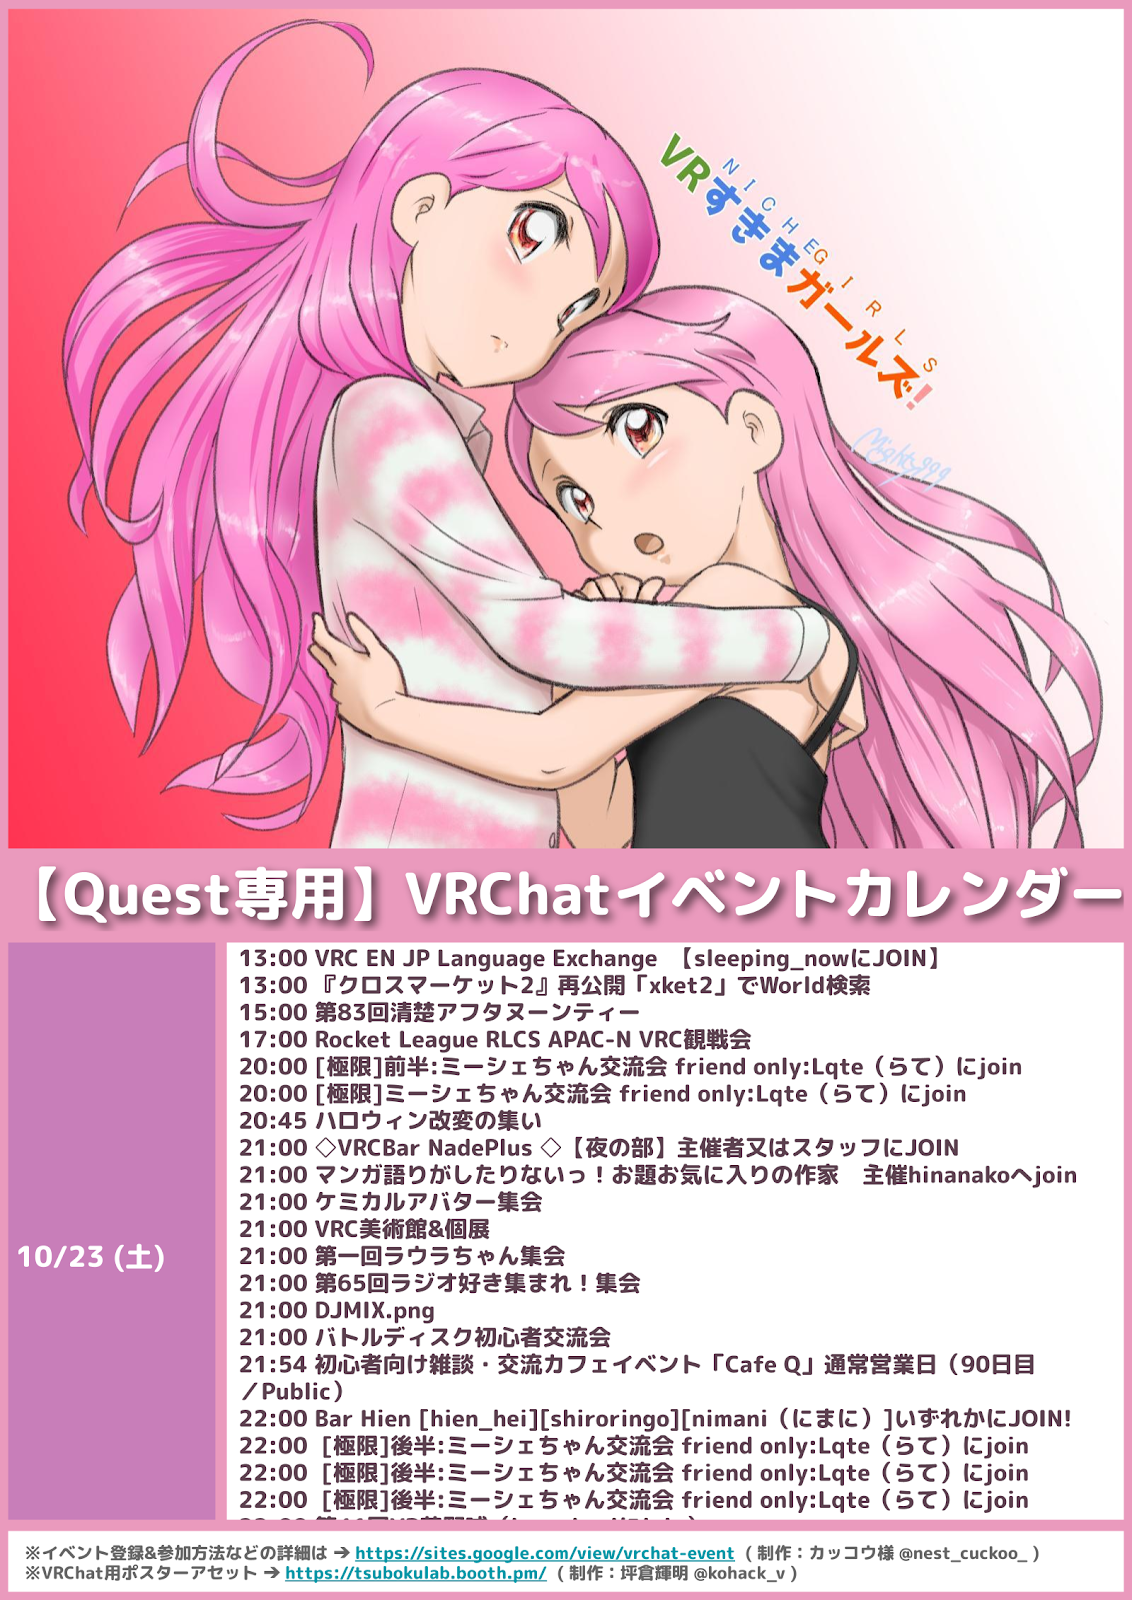 VRすきまガールズ!
NICHE GIRLS
Mighty999
【Quest専用】VRChatイベントカレンダー
10/23 (土)
13:00 VRC EN JP Language Exchange 【sleeping_nowにJOIN】
13:00 『クロスマーケット2』再公開「xket2」でWorld検索
15:00 第83回清楚アフタヌーンティー
17:00 Rocket League RLCS APAC-N VRC観戦会
20:00 [極限]前半:ミーシェちゃん交流会 friend only:Lqte（らて）にjoin
20:00 [極限]ミーシェちゃん交流会 friend only:Lqte（らて）にjoin
20:45 ハロウィン改変の集い
21:00 ◇VRCBar NadePlus ◇【夜の部】主催者又はスタッフにJOIN
21:00 マンガ語りがしたりないっ！お題お気に入りの作家　主催hinanakoへjoin
21:00 ケミカルアバター集会
21:00 VRC美術館&個展
21:00 第一回ラウラちゃん集会
21:00 第65回ラジオ好き集まれ！集会
21:00 DJMIX.png
21:00 バトルディスク初心者交流会
21:54 初心者向け雑談・交流カフェイベント「Cafe Q」通常営業日（90日目
／Public）
22:00 Bar Hien [hien_hei][shiroringo][nimani（にまに）]いずれかにJOIN!
22:00 [極限]後半:ミーシェちゃん交流会 friend only:Lqte（らて）にjoin
22:00 [極限]後半:ミーシェちゃん交流会 friend only:Lqte（らて）にjoin
22:00 [極限]後半:ミーシェちゃん交流会 friend only:Lqte（らて）にjoin
※イベント登録&参加方法などの詳細は ➔ https://sites.google.com/view/vrchat-event （制作：カッコウ様 @nest_cuckoo_ ）
※VRChat用ポスターアセット ➔ https://tsubokulab.booth.pm/ （制作：坪倉輝明 @kohack_v ）